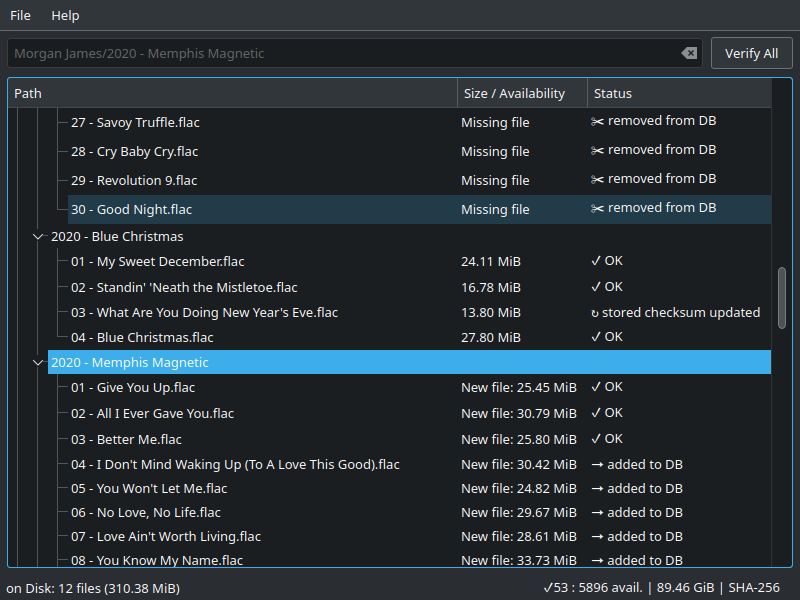 File Help
Morgan James/2020 - Memphis Magnetic Verify All
Path Size / Availability Status
27 - Savoy Truffle.flac Missing file ✂ removed from DB
28 - Cry Baby Cry.flac Missing file ✂ removed from DB
29 - Revolution 9.flac Missing file ✂ removed from DB
30 - Good Night.flac Missing file ✂ removed from DB
2020 - Blue Christmas
01 - My Sweet December.flac 24.11 MiB ✓ OK
02 - Standin' 'Neath the Mistletoe.flac 16.78 MiB ✓ OK
03 - What Are You Doing New Year's Eve.flac 13.80 MiB ↻ stored checksum updated
04 - Blue Christmas.flac 27.80 MiB ✓ OK
2020 - Memphis Magnetic
01 - Give You Up.flac New file: 25.45 MiB ✓ OK
02 - All I Ever Gave You.flac New file: 30.79 MiB ✓ OK
03 - Better Me.flac New file: 25.80 MiB ✓ OK
04 - I Don't Mind Waking Up (To A Love This Good).flac New file: 30.42 MiB → added to DB
05 - You Won't Let Me.flac New file: 24.82 MiB → added to DB
06 - No Love, No Life.flac New file: 29.67 MiB → added to DB
07 - Love Ain't Worth Living.flac New file: 28.61 MiB → added to DB
08 - You Know My Name.flac New file: 33.73 MiB → added to DB
on Disk: 12 files (310.38 MiB) ✓53 : 5896 avail. | 89.46 GiB | SHA-256